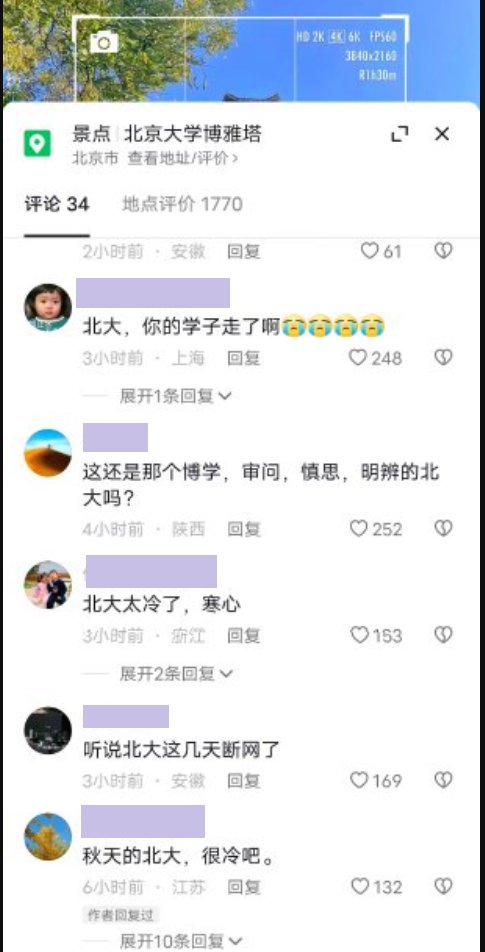 HD 2K 4K 6K FPS60
3840x2160
R1h30m
景点 北京大学博雅塔
北京市 查看地址/评价 >
评论 34 地点评价 1770
2小时前 · 安徽 回复 61
北大，你的学子走了啊😭😭😭😭
3小时前 · 上海 回复 248
展开1条回复
这还是那个博学，审问，慎思，明辨的北
大吗？
4小时前 · 陕西 回复 252
北大太冷了，寒心
3小时前 · 浙江 回复 153
展开2条回复
听说北大这几天断网了
3小时前 · 安徽 回复 169
秋天的北大，很冷吧。
6小时前 · 江苏 回复 132
作者回复过
展开10条回复